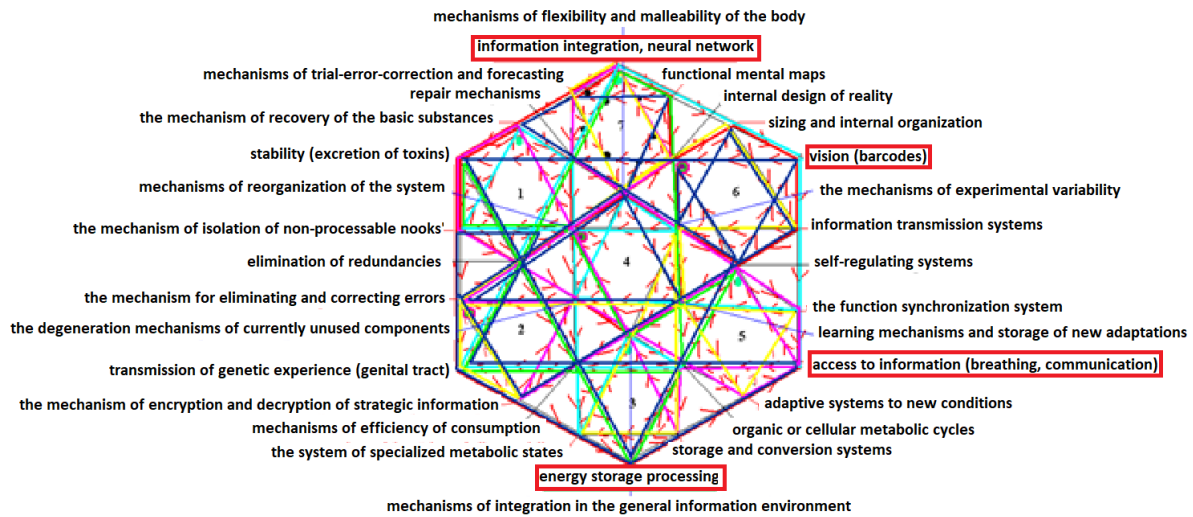 mechanisms of flexibility and malleability of the body
information integration, neural network
mechanisms of trial-error-correction and forecasting
functional mental maps
repair mechanisms
internal design of reality
the mechanism of recovery of the basic substances
sizing and internal organization
7
stability (excretion of toxins)
vision (barcodes)
mechanisms of reorganization of the system
1
6
the mechanisms of experimental variability
the mechanism of isolation of non-processable nooks'
information transmission systems
elimination of redundancies
4
self-regulating systems
the mechanism for eliminating and correcting errors
the function synchronization system
the degeneration mechanisms of currently unused components
2
5
learning mechanisms and storage of new adaptations
transmission of genetic experience (genital tract)
access to information (breathing, communication)
the mechanism of encryption and decryption of strategic information
3
adaptive systems to new conditions
mechanisms of efficiency of consumption
organic or cellular metabolic cycles
the system of specialized metabolic states
storage and conversion systems
energy storage processing
mechanisms of integration in the general information environment